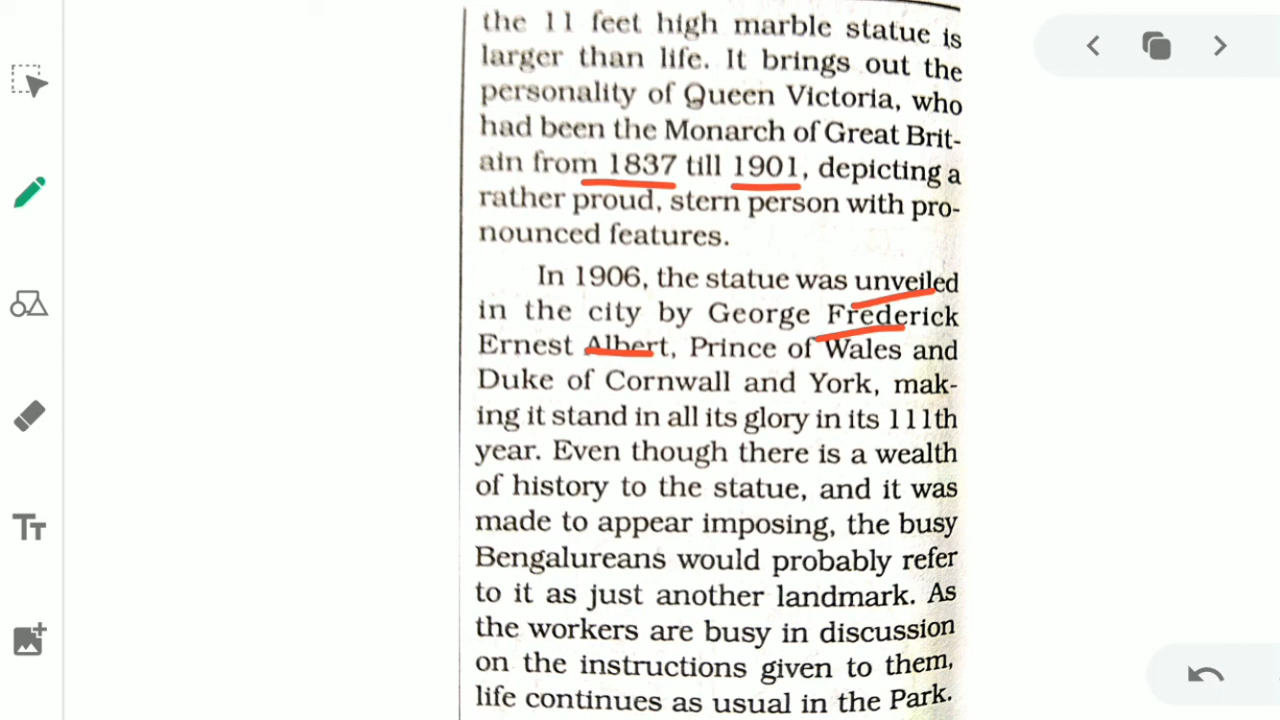 the 11 feet high marble statue is
larger than life. It brings out the
personality of Queen Victoria, who
had been the Monarch of Great Brit-
ain from 1837 till 1901, depicting a
rather proud, stern person with pro-
nounced features.
In 1906, the statue was unveiled
in the city by George Frederick
Ernest Albert, Prince of Wales and
Duke of Cornwall and York, mak-
ing it stand in all its glory in its 111th
year. Even though there is a wealth
of history to the statue, and it was
made to appear imposing, the busy
Bengalureans would probably refer
to it as just another landmark. As
the workers are busy in discussion
on the instructions given to them,
life continues as usual in the Park.